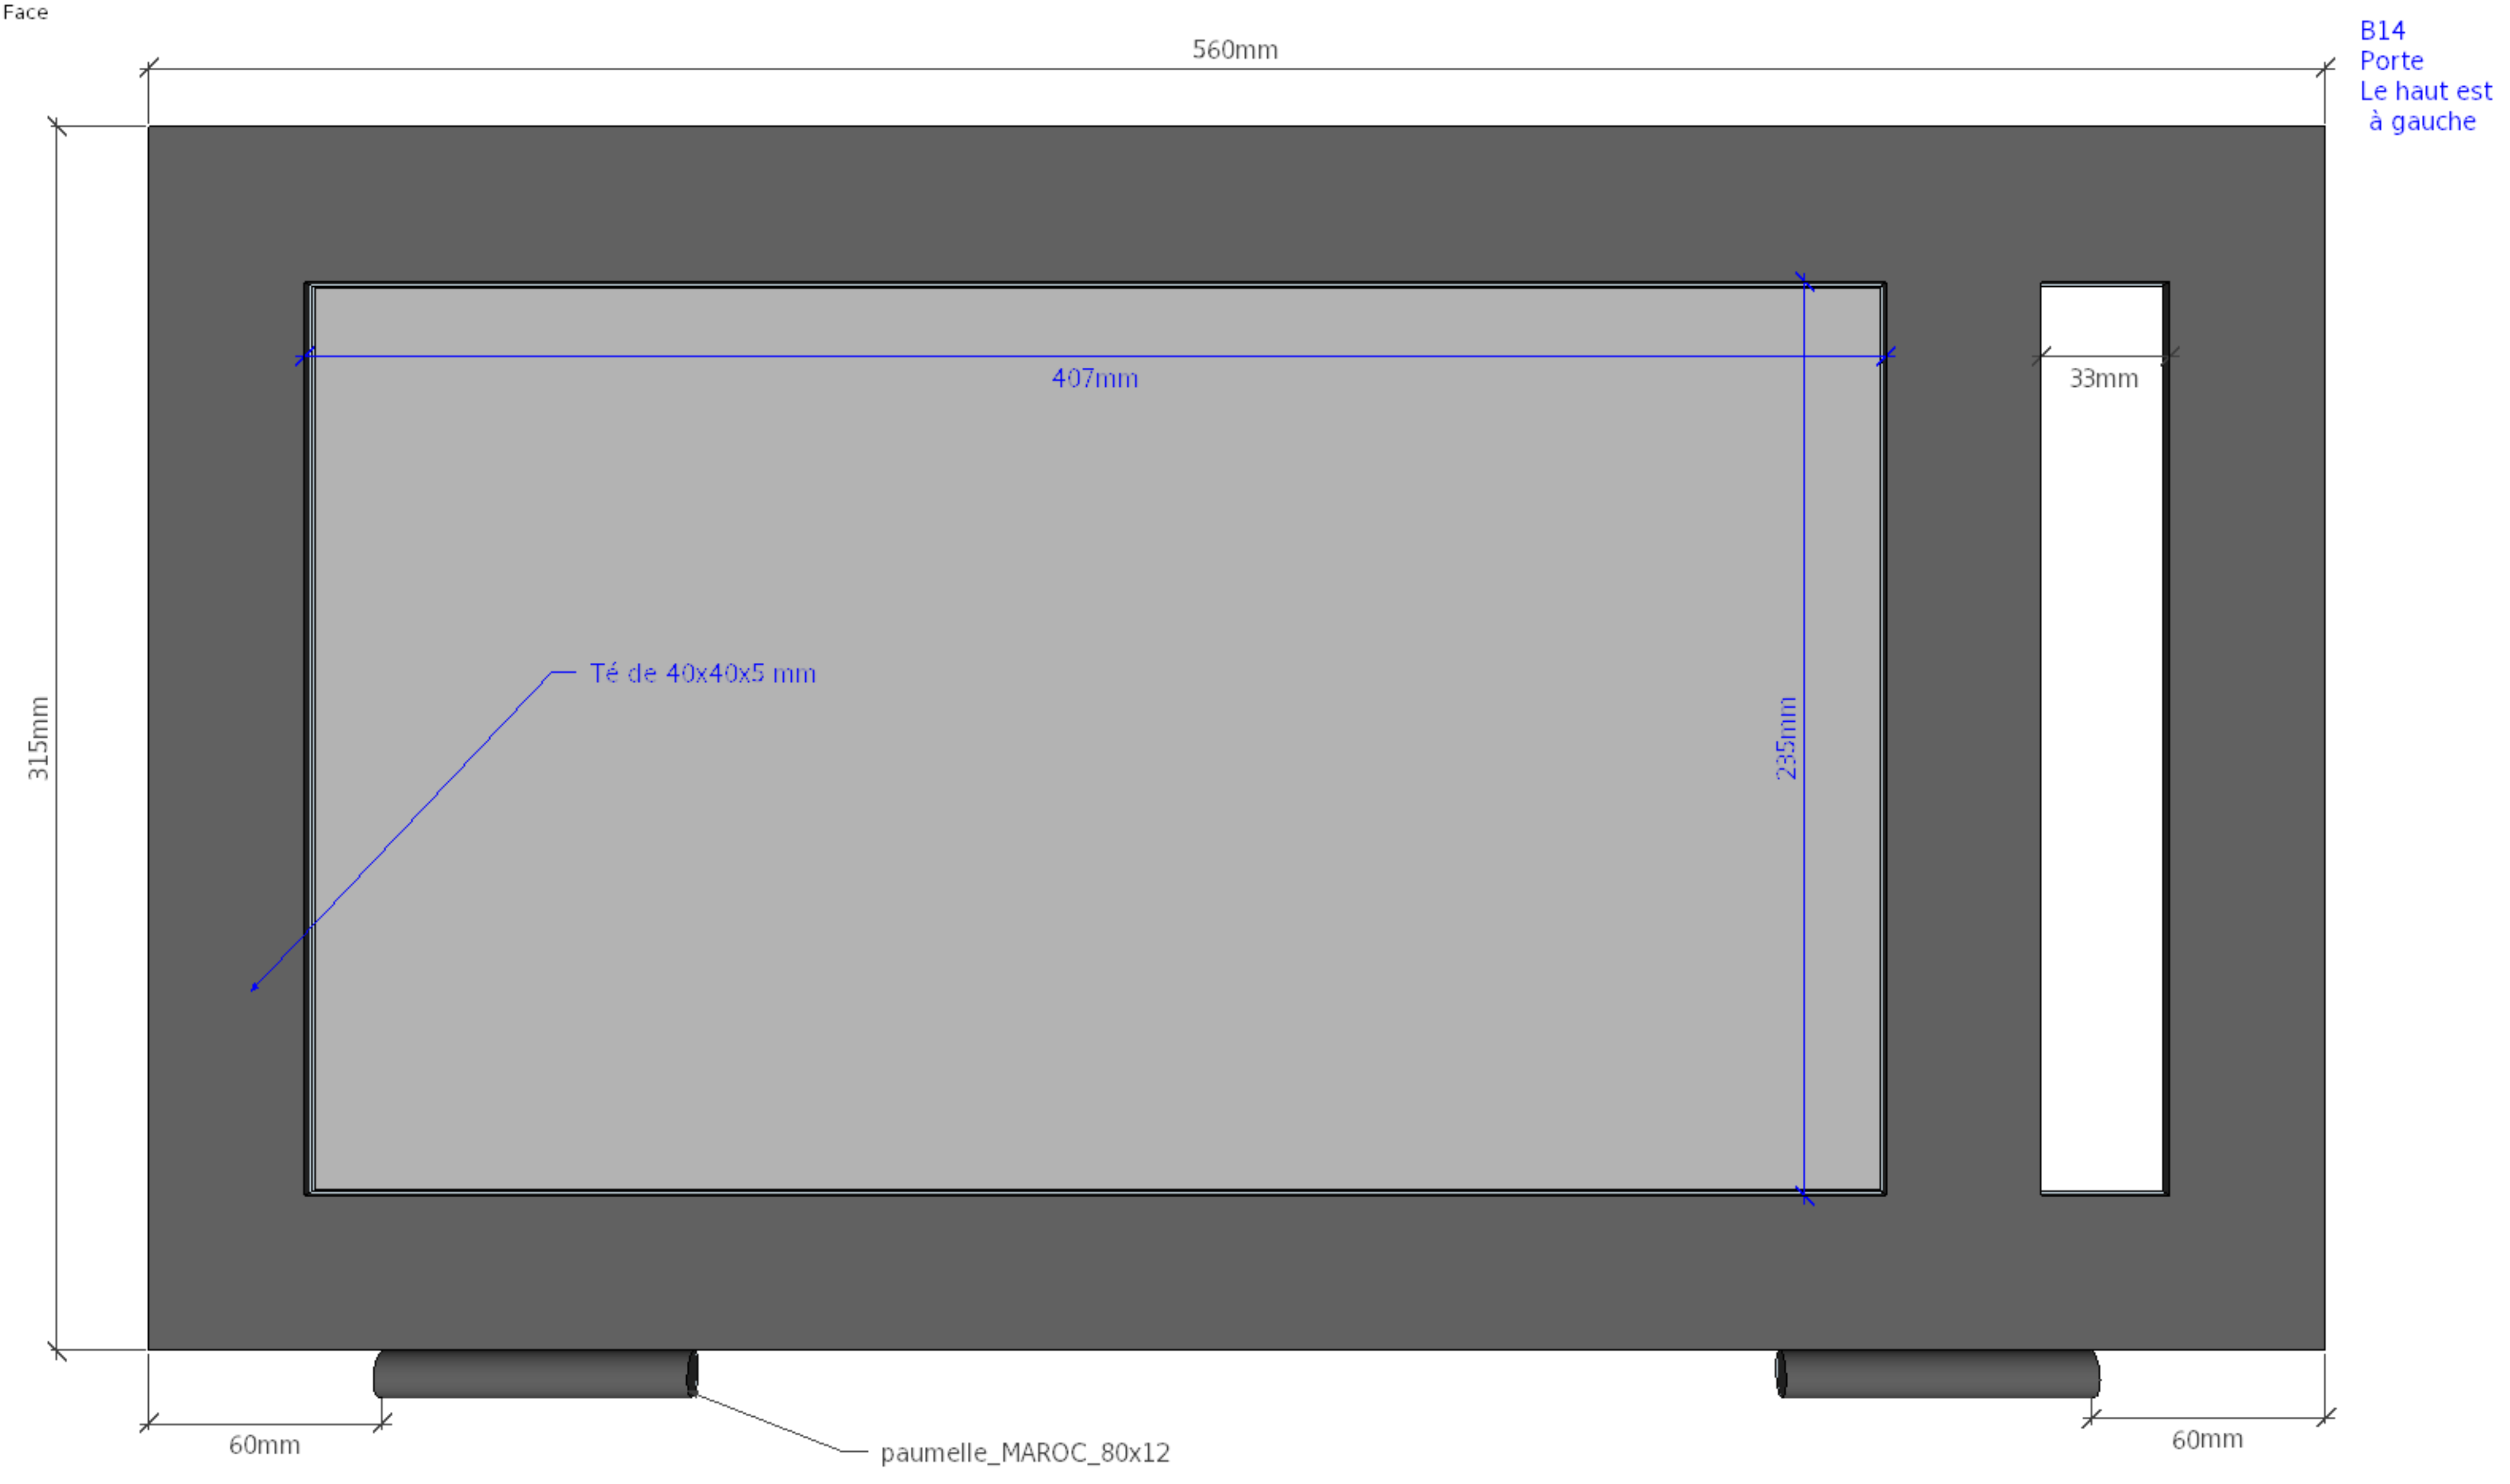 Face
560mm
B14
Porte
Le haut est
à gauche
407mm
33mm
Té de 40x40x5 mm
235mm
315mm
60mm
paumelle_MAROC_80x12
60mm